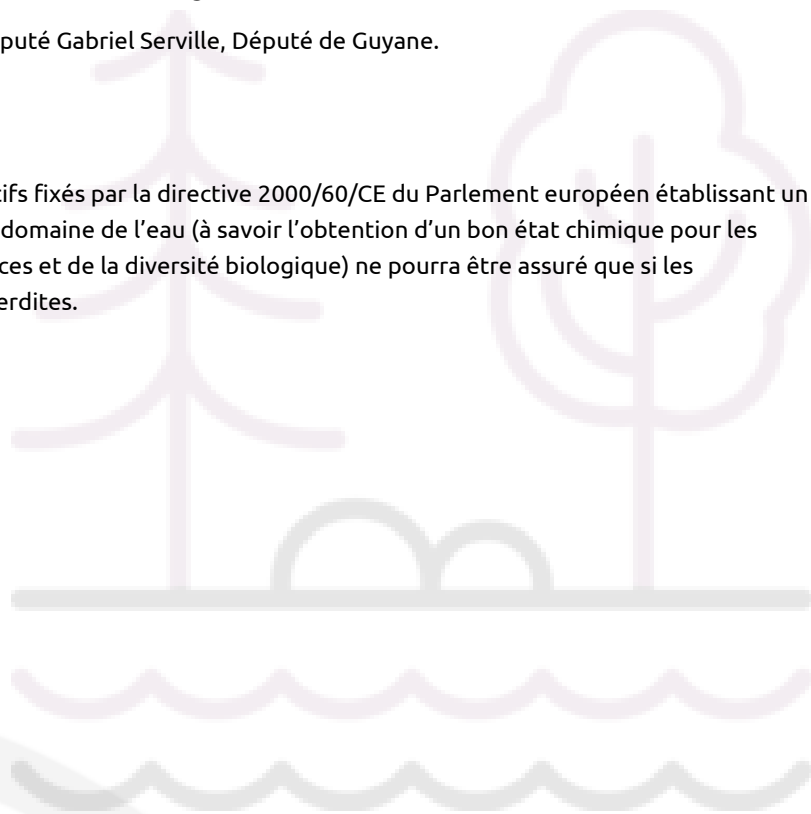 puté Gabriel Serville, Député de Guyane.
tifs fixés par la directive 2000/60/CE du Parlement européen établissant un
domaine de l’eau (à savoir l’obtention d’un bon état chimique pour les
ces et de la diversité biologique) ne pourra être assuré que si les
erdites.